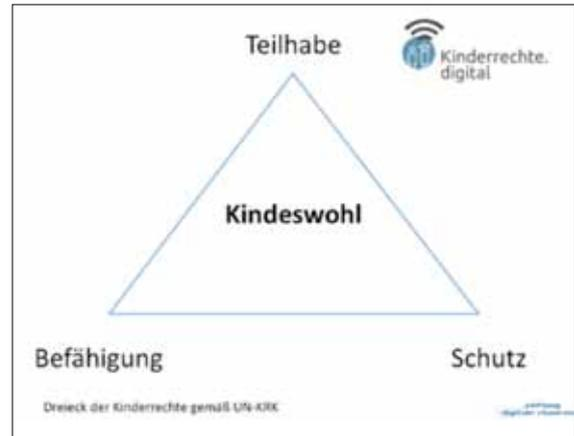 Teilhabe
Kinderrechte.
digital
Kindeswohl
Befähigung
Schutz
Dreieck der Kinderrechte gemäß UN-KRK